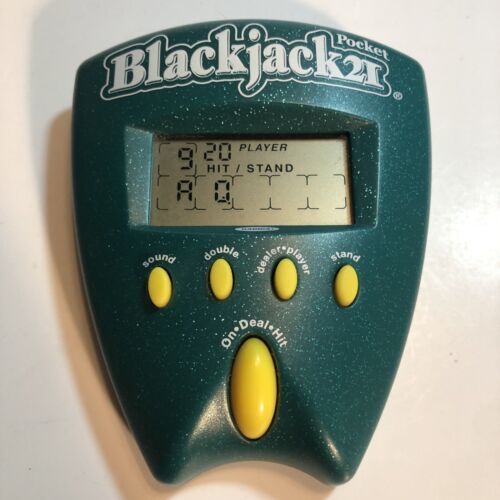 Pocket
Blackjack21®
9 20 PLAYER
HIT / STAND
A Q
sound double dealer•player stand
On•Deal•Hit